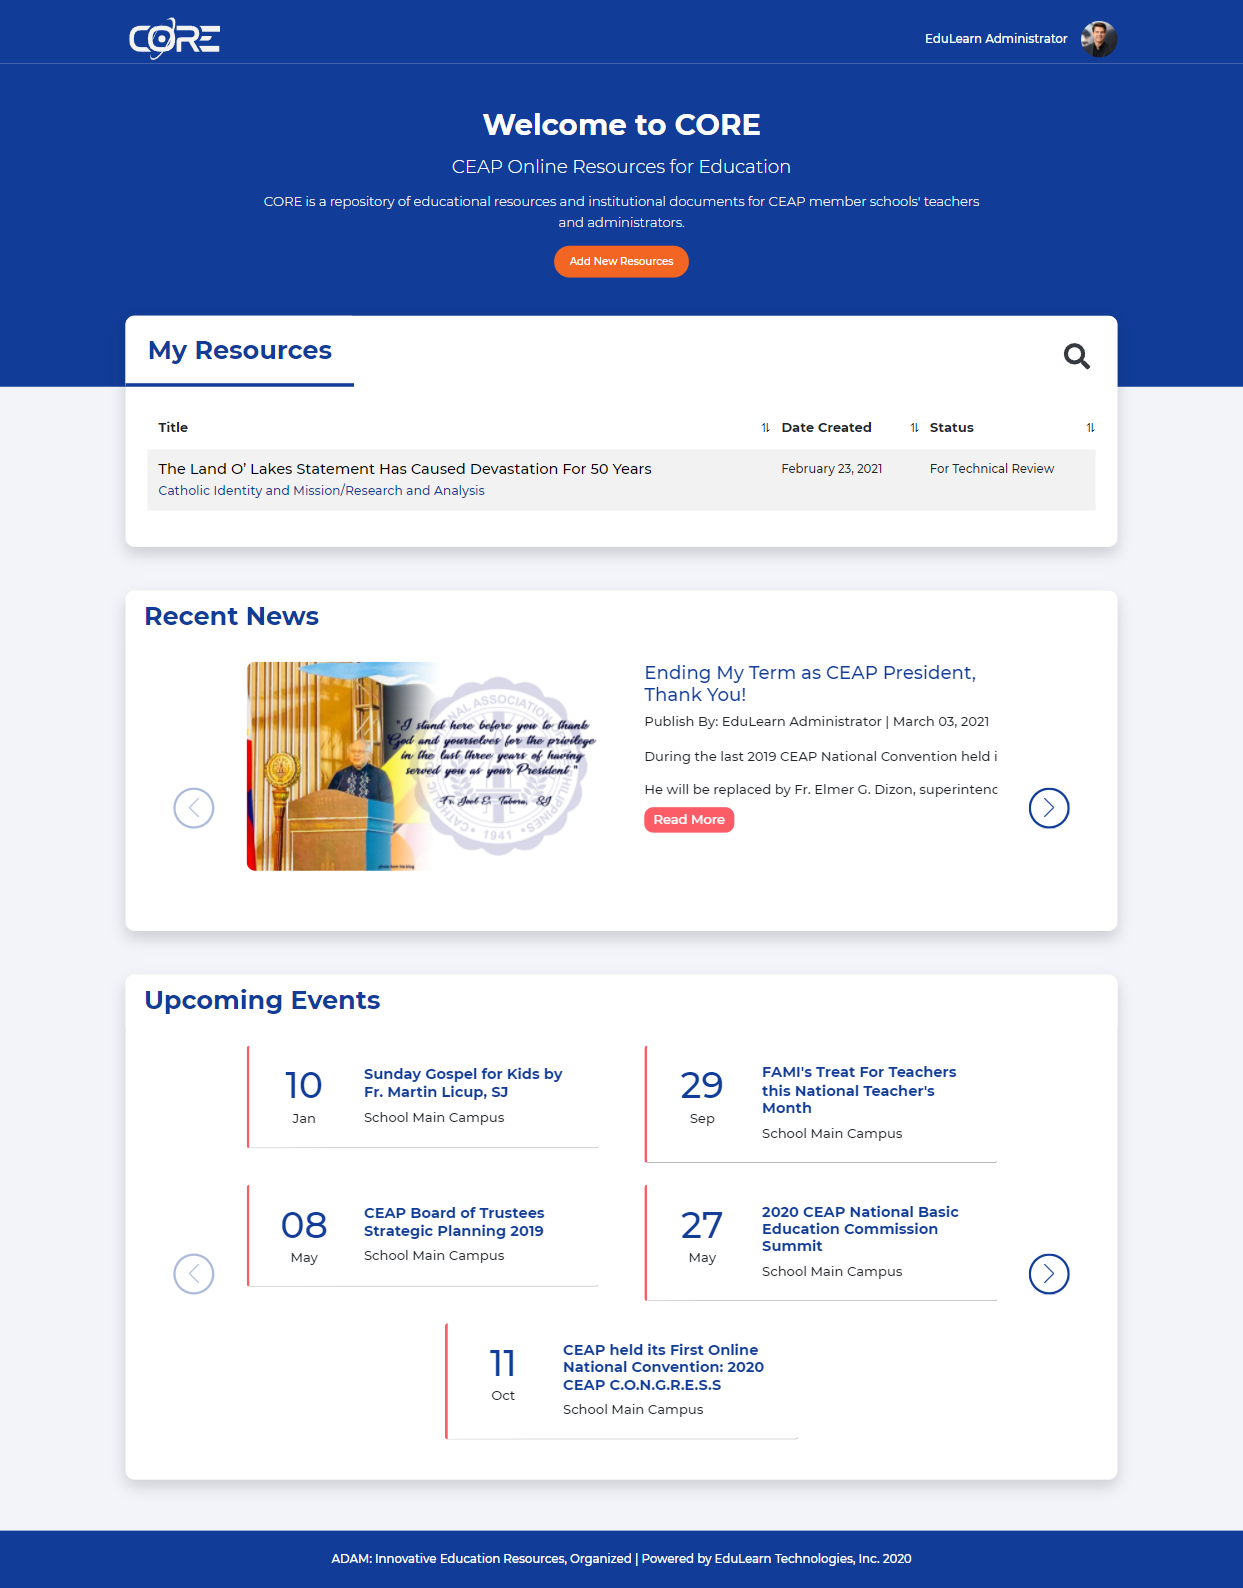 CORE
EduLearn Administrator
Welcome to CORE
CEAP Online Resources for Education
CORE is a repository of educational resources and institutional documents for CEAP member schools' teachers
and administrators.
Add New Resources
My Resources
Title
Date Created
Status
The Land O’ Lakes Statement Has Caused Devastation For 50 Years
February 23, 2021
For Technical Review
Catholic Identity and Mission/Research and Analysis
Recent News
"I stand here before you to thank
God and yourselves for the privilege
in the last three years of having
served you as your President"
Fr. Joel E. Tabora, SJ
1941
Ending My Term as CEAP President,
Thank You!
Publish By: EduLearn Administrator | March 03, 2021
During the last 2019 CEAP National Convention held i
He will be replaced by Fr. Elmer G. Dizon, superintenc
Read More
Upcoming Events
10
Jan
Sunday Gospel for Kids by
Fr. Martin Licup, SJ
School Main Campus
29
Sep
FAMI's Treat For Teachers
this National Teacher's
Month
School Main Campus
08
May
CEAP Board of Trustees
Strategic Planning 2019
School Main Campus
27
May
2020 CEAP National Basic
Education Commission
Summit
School Main Campus
11
Oct
CEAP held its First Online
National Convention: 2020
CEAP C.O.N.G.R.E.S.S
School Main Campus
ADAM: Innovative Education Resources, Organized | Powered by EduLearn Technologies, Inc. 2020